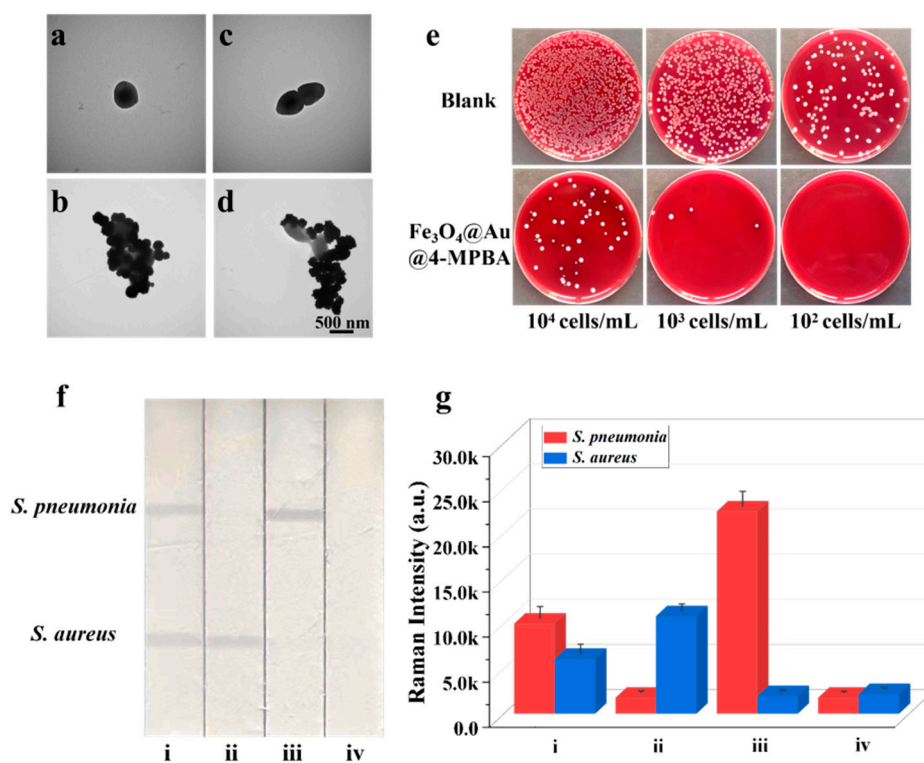 a
c
b
d
500 nm
e
Blank
Fe₃O₄@Au
@4-MPBA
10⁴ cells/mL
10³ cells/mL
10² cells/mL
f
S. pneumonia
S. aureus
i
ii
iii
iv
g
S. pneumonia
S. aureus
Raman Intensity (a.u.)
30.0k
25.0k
20.0k
15.0k
10.0k
5.0k
0.0
i
ii
iii
iv